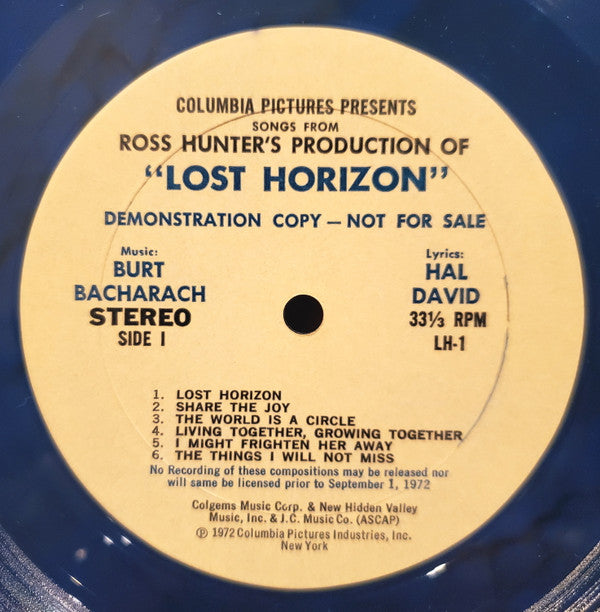 COLUMBIA PICTURES PRESENTS
SONGS FROM
ROSS HUNTER'S PRODUCTION OF
"LOST HORIZON"
DEMONSTRATION COPY — NOT FOR SALE
Music:
BURT
BACHARACH
STEREO
SIDE I
Lyrics:
HAL
DAVID
33⅓ RPM
LH-1
1. LOST HORIZON
2. SHARE THE JOY
3. THE WORLD IS A CIRCLE
4. LIVING TOGETHER, GROWING TOGETHER
5. I MIGHT FRIGHTEN HER AWAY
6. THE THINGS I WILL NOT MISS
No Recording of these compositions may be released nor
will same be licensed prior to September 1, 1972
Colgems Music Corp. & New Hidden Valley
Music, Inc. & J.C. Music Co. (ASCAP)
℗ 1972 Columbia Pictures Industries, Inc.
New York